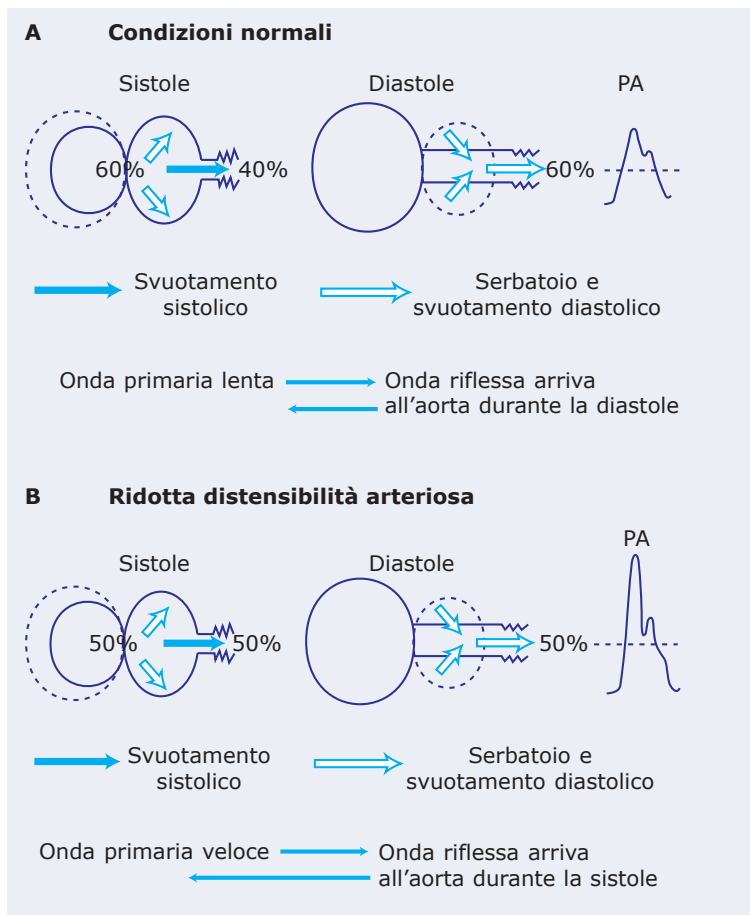 A Condizioni normali
Sistole Diastole PA
60% 40% 60%
Svuotamento
sistolico
Serbatoio e
svuotamento diastolico
Onda primaria lenta
Onda riflessa arriva
all'aorta durante la diastole
B Ridotta distensibilità arteriosa
PA
Sistole Diastole
50% 50% 50%
Svuotamento
sistolico
Serbatoio e
svuotamento diastolico
Onda primaria veloce
Onda riflessa arriva
all'aorta durante la sistole